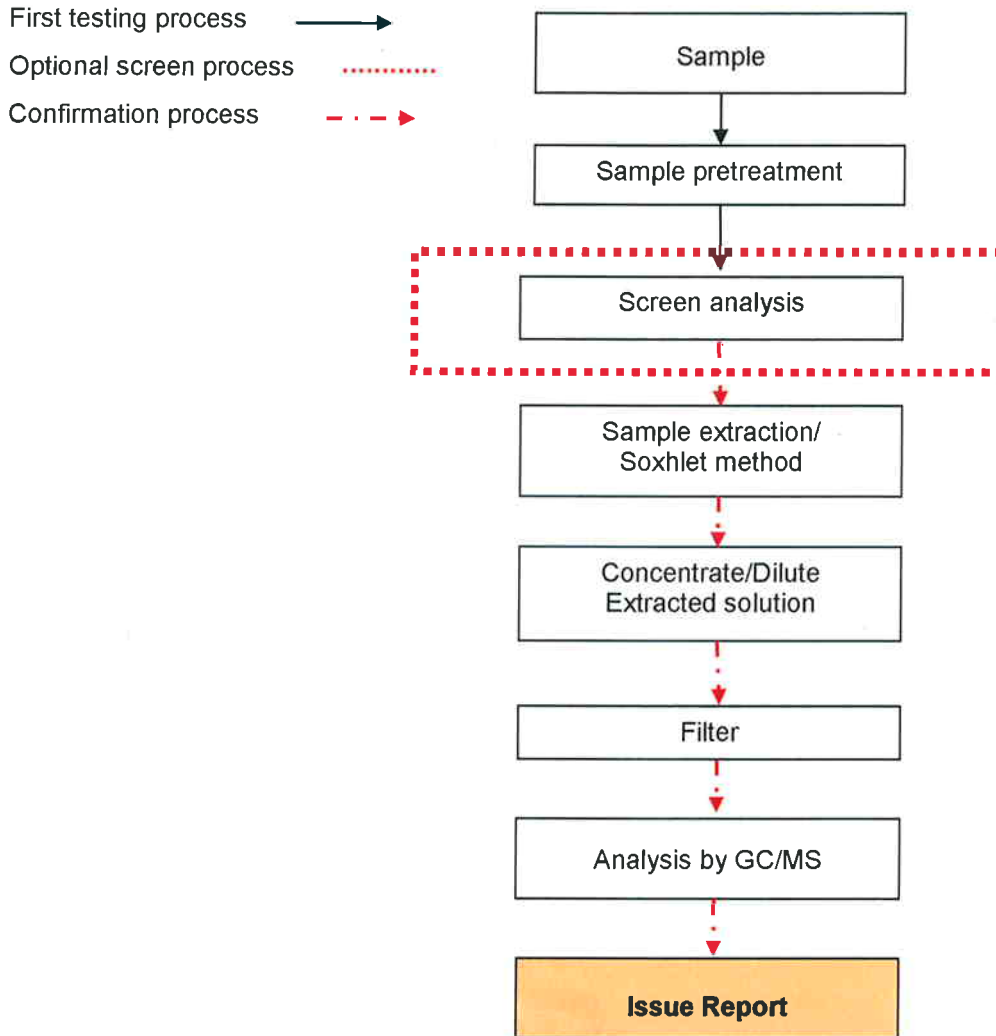 First testing process
Optional screen process
Confirmation process
Sample
Sample pretreatment
Screen analysis
Sample extraction/
Soxhlet method
Concentrate/Dilute
Extracted solution
Filter
Analysis by GC/MS
Issue Report